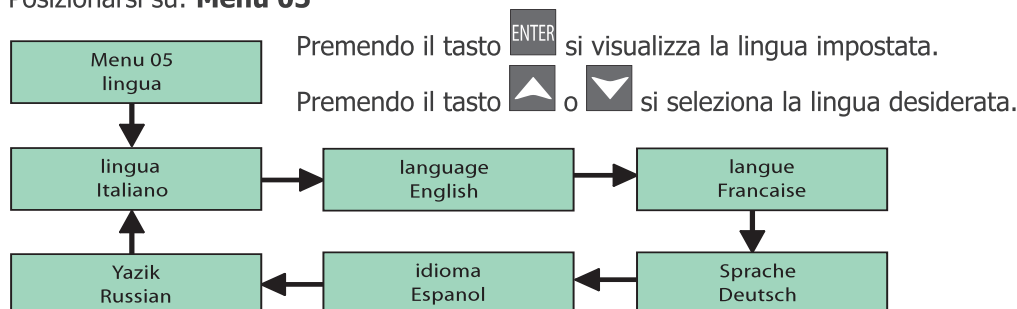 Posizionarsi su: Menu 05
Menu 05
lingua
Premendo il tasto ENTER si visualizza la lingua impostata.
Premendo il tasto o si seleziona la lingua desiderata.
lingua
Italiano
language
English
langue
Francaise
Yazik
Russian
idioma
Espanol
Sprache
Deutsch